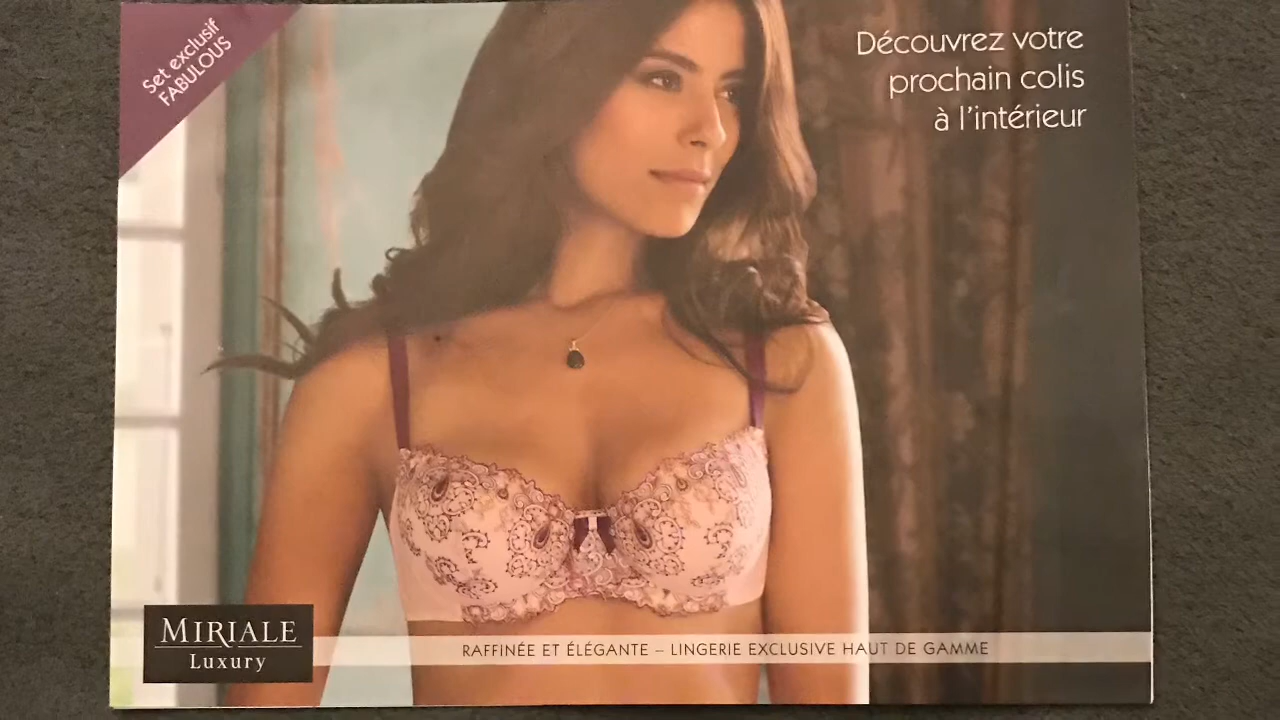 Set exclusif
FABULOUS
Découvrez votre
prochain colis
à l'intérieur
MIRIALE
Luxury
RAFFINÉE ET ÉLÉGANTE – LINGERIE EXCLUSIVE HAUT DE GAMME